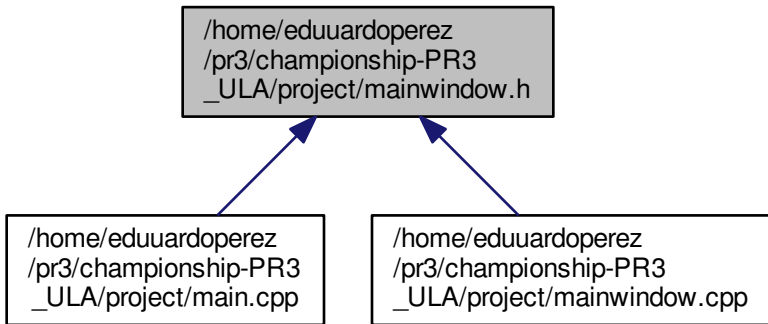 /home/eduuardoperez
/pr3/championship-PR3
_ULA/project/mainwindow.h
/home/eduuardoperez
/pr3/championship-PR3
_ULA/project/main.cpp
/home/eduuardoperez
/pr3/championship-PR3
_ULA/project/mainwindow.cpp